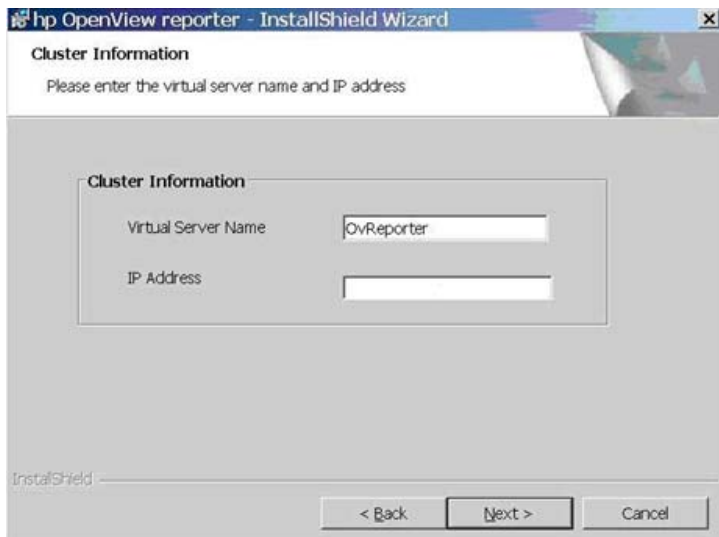 hp OpenView reporter - InstallShield Wizard
Cluster Information
Please enter the virtual server name and IP address
Cluster Information
Virtual Server Name
OvReporter
IP Address
InstallShield
< Back
Next >
Cancel